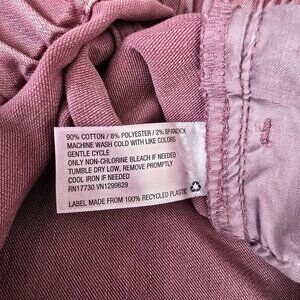 90% COTTON / 8% POLYESTER / 2% SPANDEX
MACHINE WASH COLD WITH LIKE COLORS
GENTLE CYCLE
ONLY NON-CHLORINE BLEACH IF NEEDED
TUMBLE DRY LOW, REMOVE PROMPTLY
COOL IRON IF NEEDED
RN17730 VN1299629
LABEL MADE FROM 100% RECYCLED PLASTIC